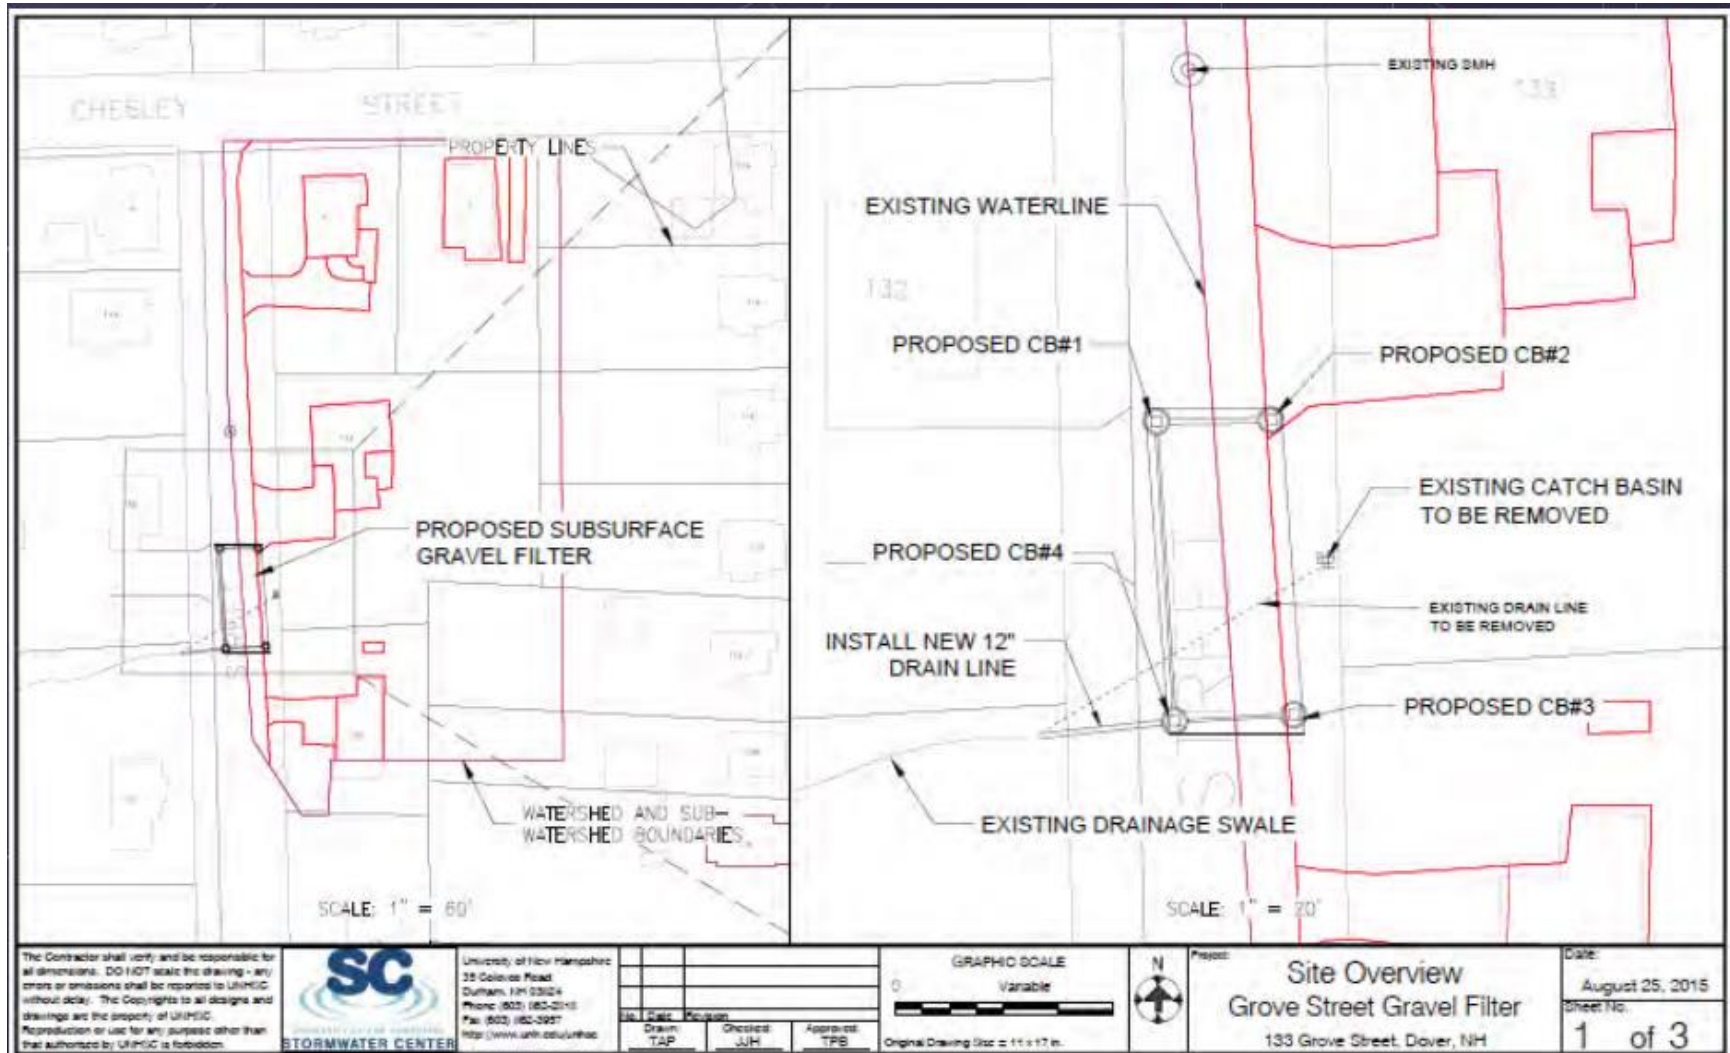 CHESLEY STREET
PROPERTY LINES
PROPOSED SUBSURFACE
GRAVEL FILTER
WATERSHED AND SUB-
WATERSHED BOUNDARIES
SCALE: 1" = 60'
EXISTING SMH
133
EXISTING WATERLINE
132
PROPOSED CB#1
PROPOSED CB#2
EXISTING CATCH BASIN
TO BE REMOVED
PROPOSED CB#4
EXISTING DRAIN LINE
TO BE REMOVED
INSTALL NEW 12"
DRAIN LINE
PROPOSED CB#3
EXISTING DRAINAGE SWALE
SCALE: 1" = 20'
The Contractor shall verify and be responsible for
all dimensions. DO NOT scale the drawing - any
errors or omissions shall be reported to UNHSC
without delay. The Copyrights to all designs and
drawings are the property of UNHSC.
Reproduction or use for any purpose other than
that authorised by UNHSC is forbidden.
SC
STORMWATER CENTER
University of New Hampshire
35 Colovos Road
Durham, NH 03824
Phone (603)
Fax (603)
No. Date Revision
Drawn: TAP
Checked: JJH
Approved: TPB
GRAPHIC SCALE
0 Variable
Original Drawing Size = 11 x 17 in.
N
Project:
Site Overview
Grove Street Gravel Filter
133 Grove Street, Dover, NH
Date:
August 25, 2015
Sheet No.
1 of 3